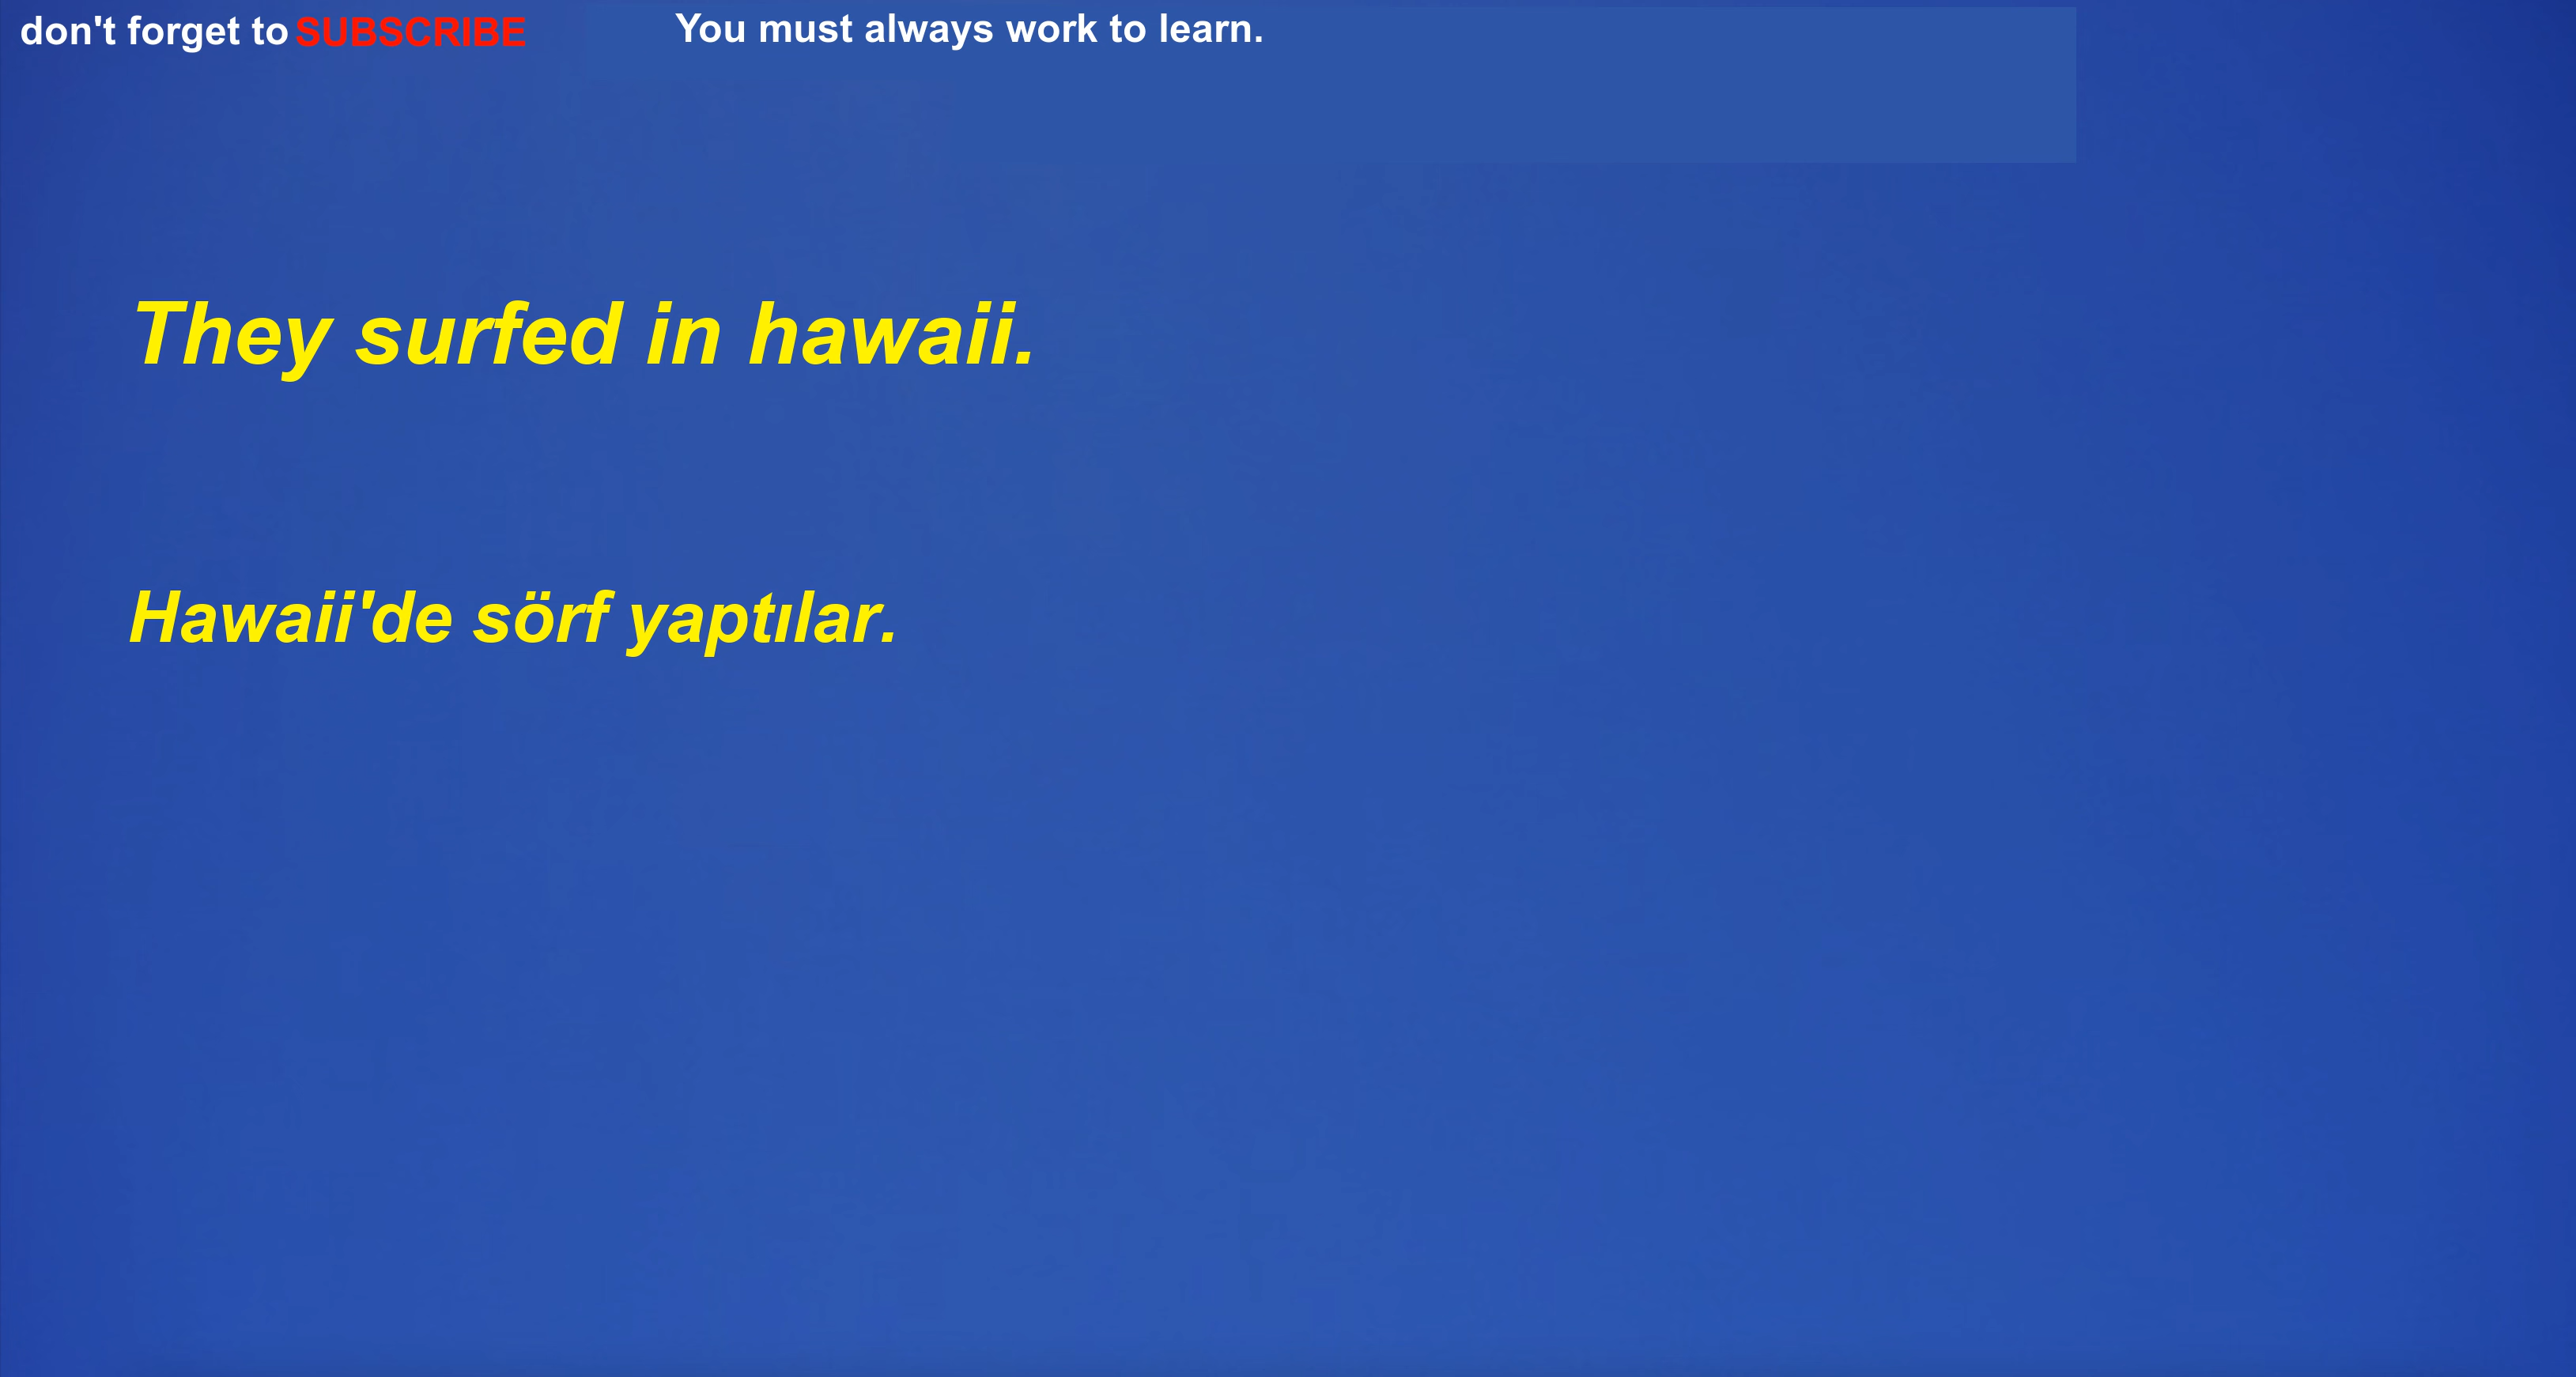 don't forget to SUBSCRIBE You must always work to learn.
They surfed in hawaii.
Hawaii'de sörf yaptılar.